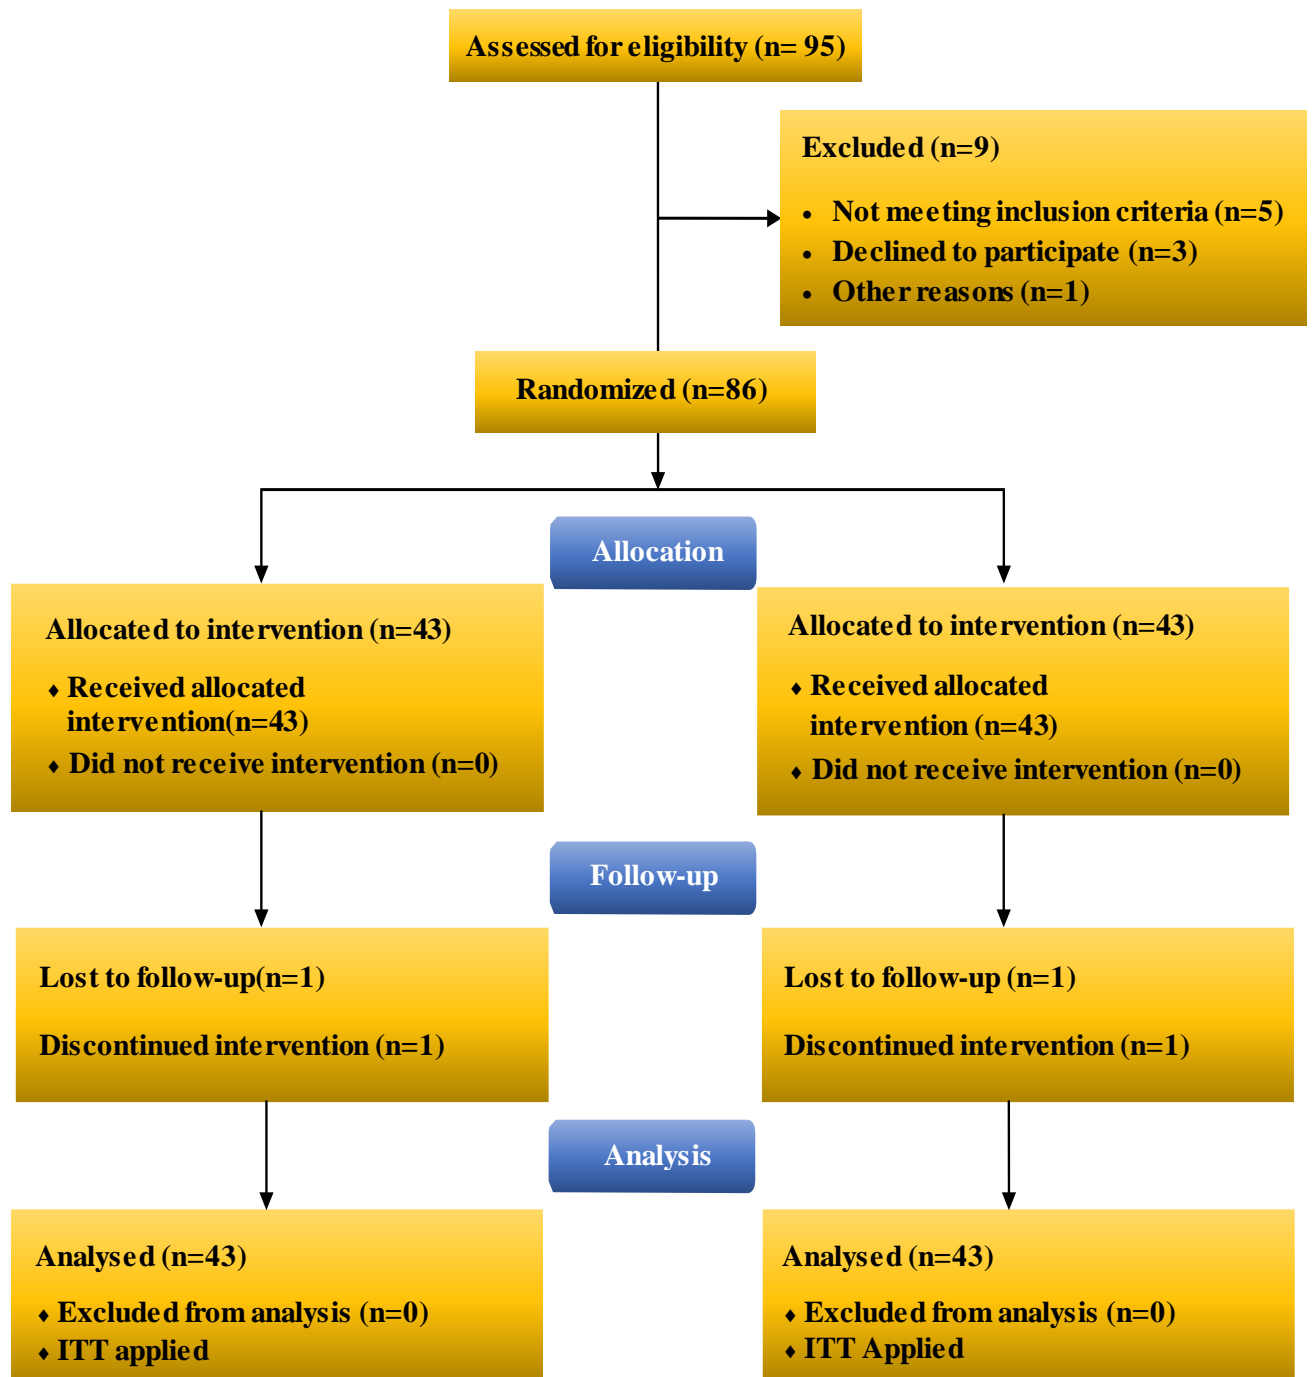 Assessed for eligibility (n= 95)
Excluded (n=9)
• Not meeting inclusion criteria (n=5)
• Declined to participate (n=3)
• Other reasons (n=1)
Randomized (n=86)
Allocation
Allocated to intervention (n=43)
♦ Received allocated
intervention(n=43)
♦ Did not receive intervention (n=0)
Allocated to intervention (n=43)
♦ Received allocated
intervention (n=43)
♦ Did not receive intervention (n=0)
Follow-up
Lost to follow-up(n=1)
Discontinued intervention (n=1)
Lost to follow-up (n=1)
Discontinued intervention (n=1)
Analysis
Analysed (n=43)
♦ Excluded from analysis (n=0)
♦ ITT applied
Analysed (n=43)
♦ Excluded from analysis (n=0)
♦ ITT Applied